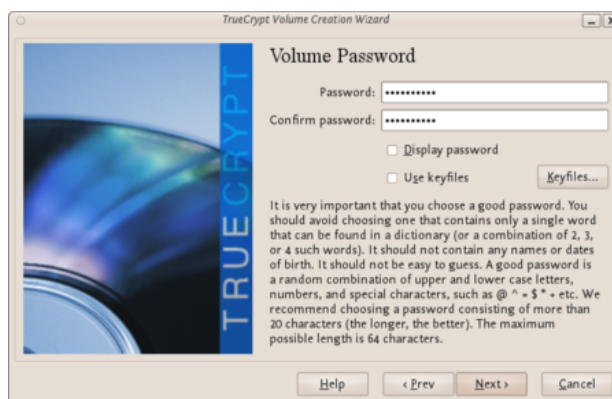 TrueCrypt Volume Creation Wizard
TRUECRYPT
Volume Password
Password: ••••••••••
Confirm password: ••••••••••
Display password
Use keyfiles
Keyfiles...
It is very important that you choose a good password. You
should avoid choosing one that contains only a single word
that can be found in a dictionary (or a combination of 2, 3,
or 4 such words). It should not contain any names or dates
of birth. It should not be easy to guess. A good password is
a random combination of upper and lower case letters,
numbers, and special characters, such as @ ^ = $ * + etc. We
recommend choosing a password consisting of more than
20 characters (the longer, the better). The maximum
possible length is 64 characters.
Help
‹ Prev
Next ›
Cancel